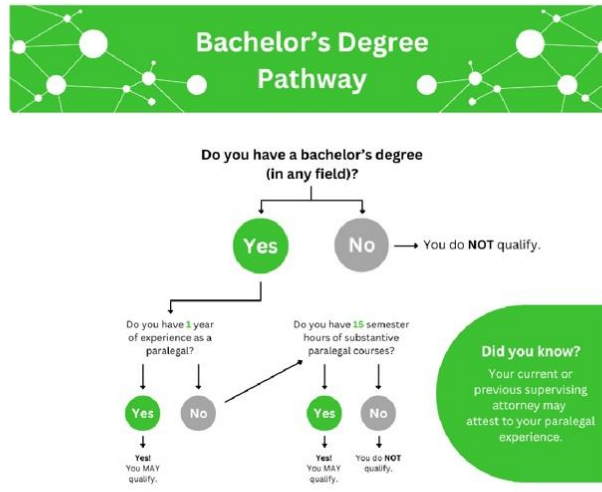 Bachelor's Degree
Pathway
Do you have a bachelor's degree
(in any field)?
Yes
No
You do NOT qualify.
Do you have 1 year
of experience as a
paralegal?
Do you have 15 semester
hours of substantive
paralegal courses?
Yes
No
Yes
No
Yes!
You MAY
qualify.
Yes!
You MAY
qualify.
You do NOT
qualify.
Did you know?
Your current or
previous supervising
attorney may
attest to your paralegal
experience.